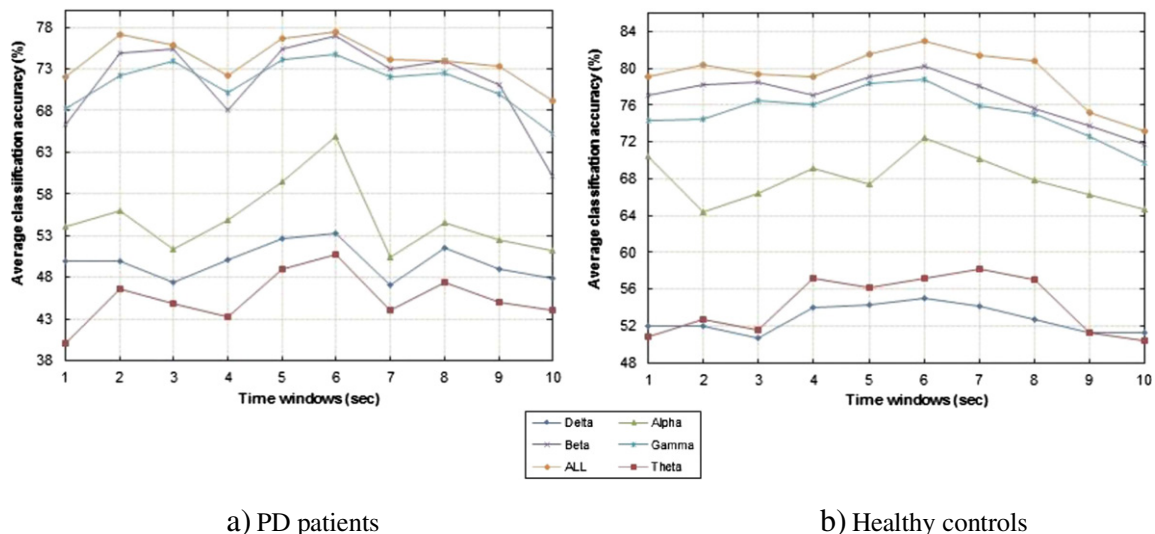 78
73
68
63
58
53
48
43
38
Average classifcation accuracy (%)
1 2 3 4 5 6 7 8 9 10
Time windows (sec)
84
80
76
72
68
64
60
56
52
48
Average classifcation accuracy (%)
1 2 3 4 5 6 7 8 9 10
Time windows (sec)
Delta Alpha
Beta Gamma
ALL Theta
a) PD patients
b) Healthy controls